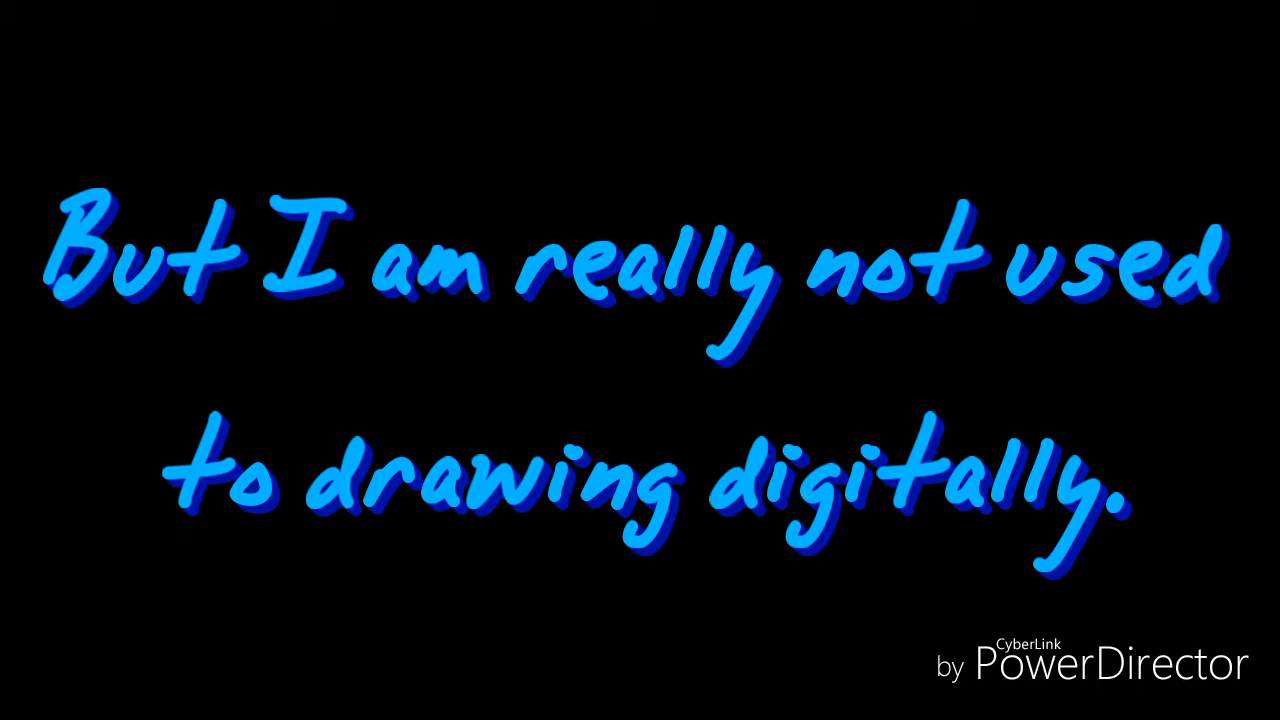 But I am really not used
to drawing digitally.
CyberLink
by PowerDirector